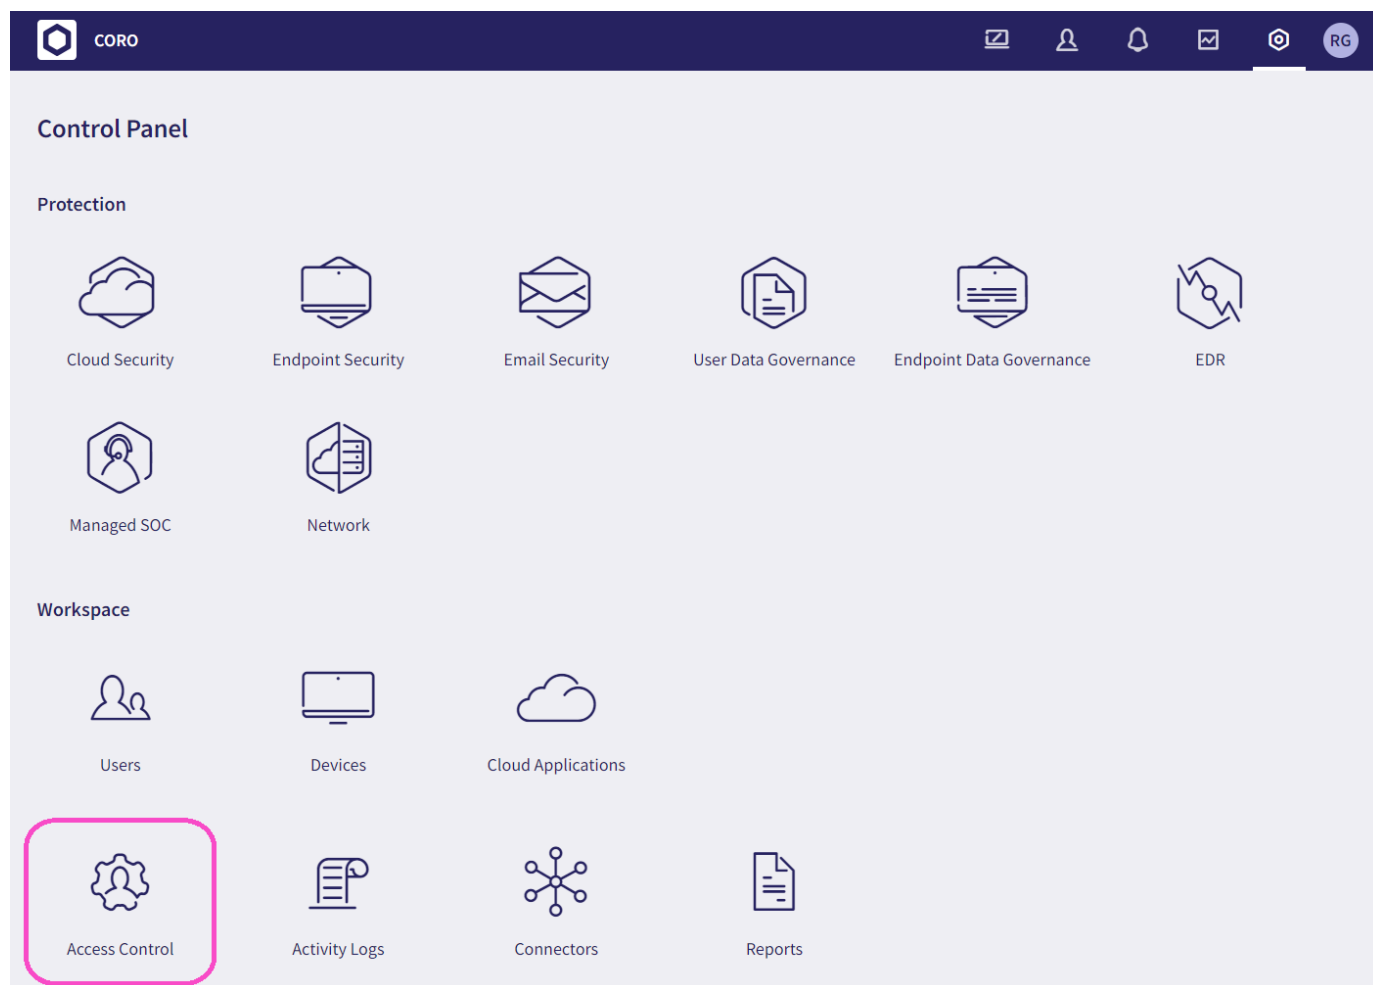 CORO
RG
Control Panel
Protection
Cloud Security
Endpoint Security
Email Security
User Data Governance
Endpoint Data Governance
EDR
Managed SOC
Network
Workspace
Users
Devices
Cloud Applications
Access Control
Activity Logs
Connectors
Reports